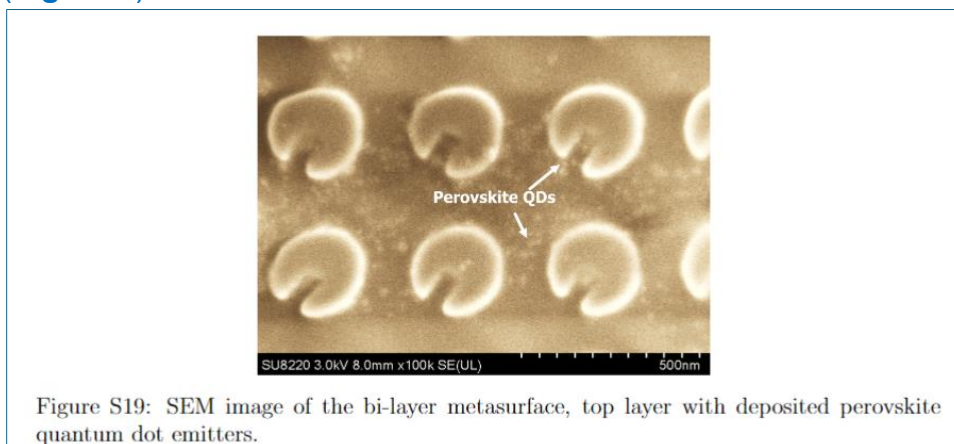 Perovskite QDs
SU8220 3.0kV 8.0mm x100k SE(UL)
500nm
Figure S19: SEM image of the bi-layer metasurface, top layer with deposited perovskite
quantum dot emitters.